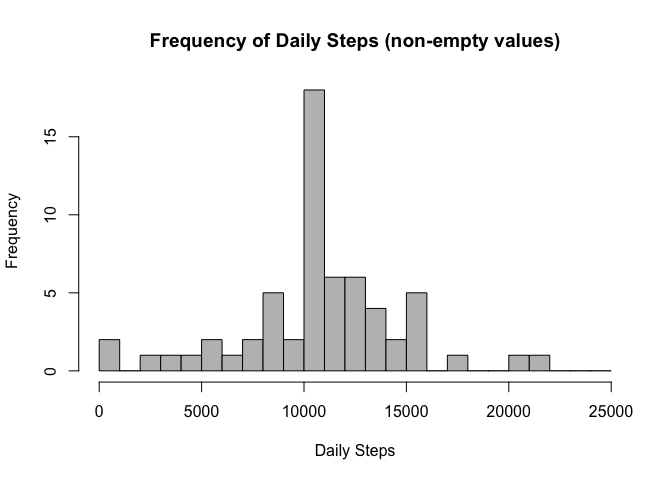 Frequency of Daily Steps (non-empty values)
Frequency
15
10
5
0
0 5000 10000 15000 20000 25000
Daily Steps